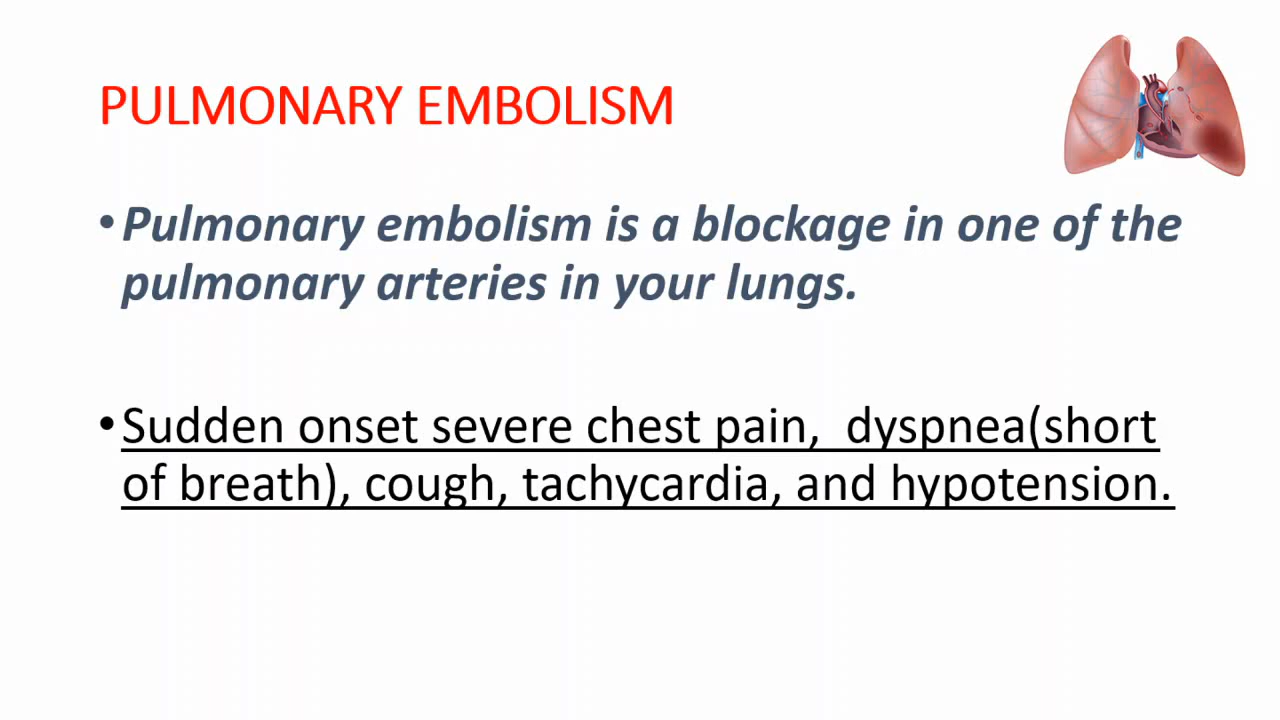 PULMONARY EMBOLISM
•Pulmonary embolism is a blockage in one of the
pulmonary arteries in your lungs.
•Sudden onset severe chest pain,  dyspnea(short
of breath), cough, tachycardia, and hypotension.